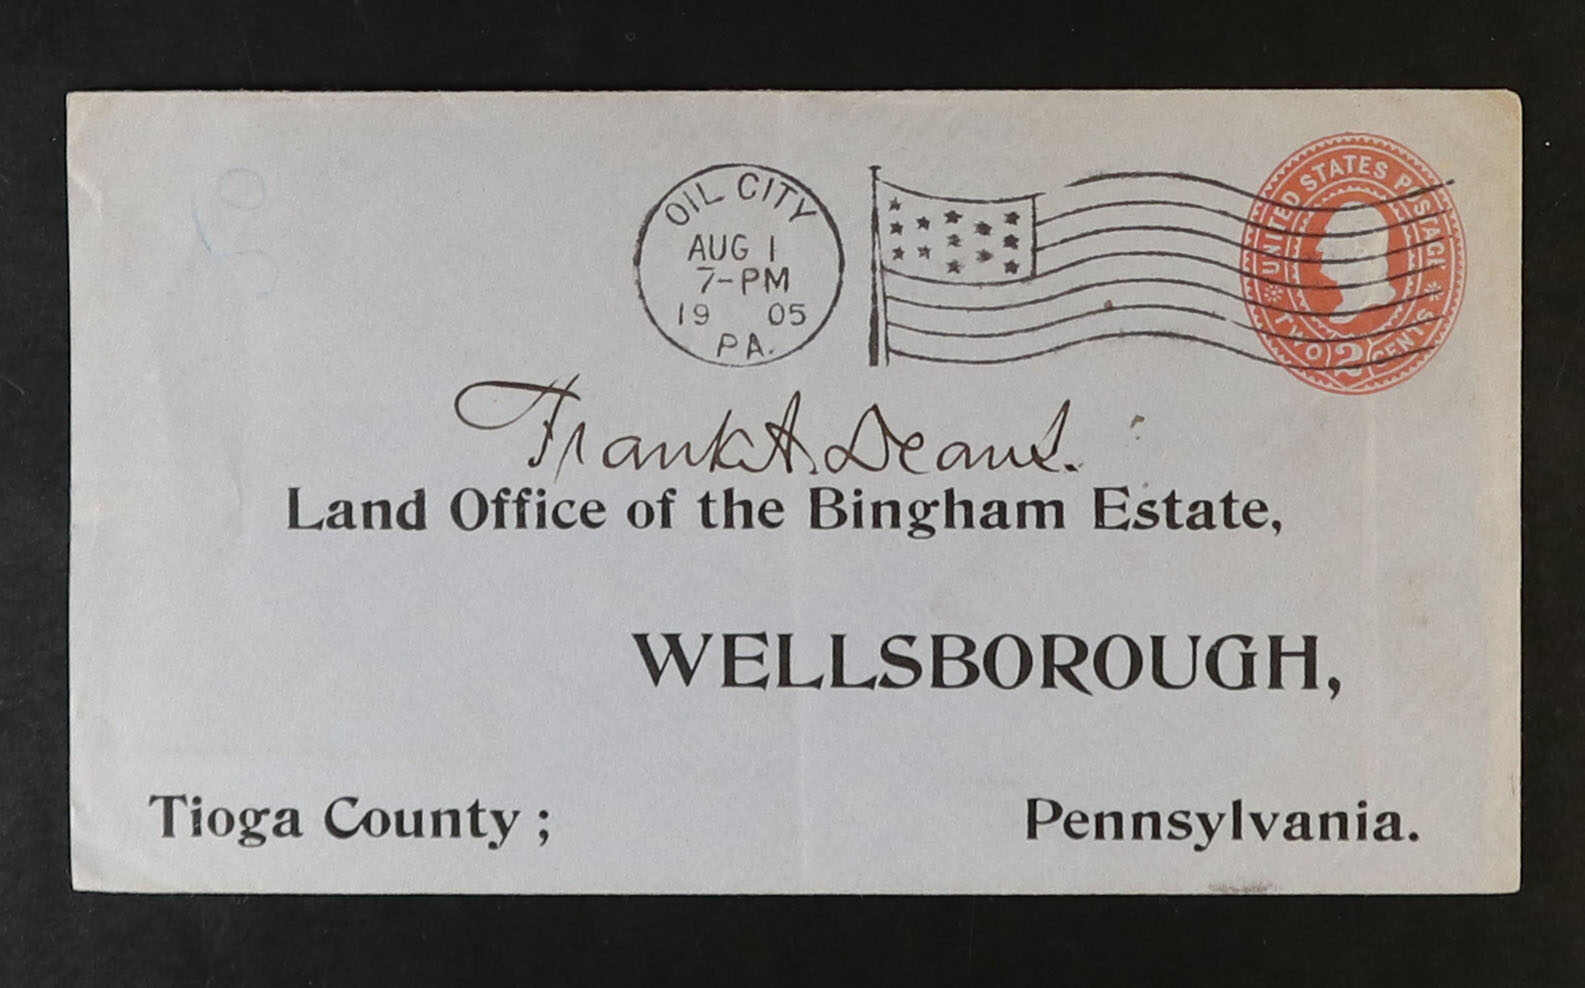 OIL CITY
AUG 1
7-PM
19 05
PA.
UNITED STATES POSTAGE
TWO 2 CENTS
Frank A. Deans.
Land Office of the Bingham Estate,
WELLSBOROUGH,
Tioga County ; Pennsylvania.